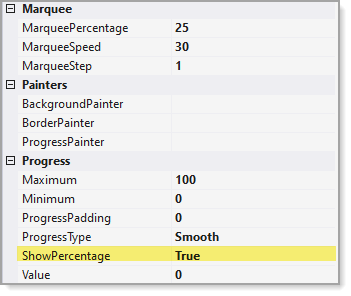 Marquee
MarqueePercentage 25
MarqueeSpeed 30
MarqueeStep 1
Painters
BackgroundPainter
BorderPainter
ProgressPainter
Progress
Maximum 100
Minimum 0
ProgressPadding 0
ProgressType Smooth
ShowPercentage True
Value 0